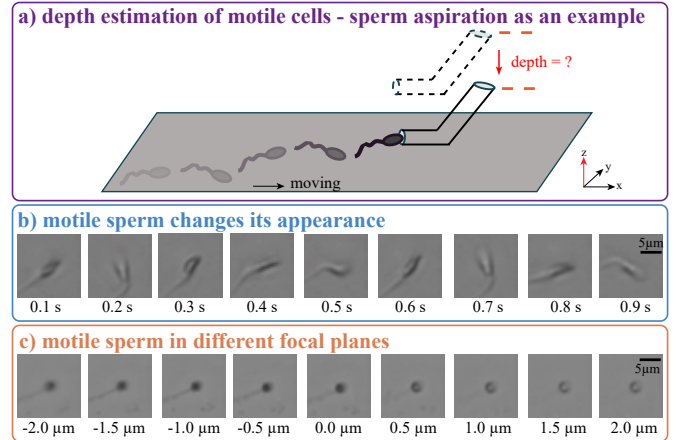 a) depth estimation of motile cells - sperm aspiration as an example
depth = ?
z
y
x
moving
b) motile sperm changes its appearance
5μm
0.1 s 0.2 s 0.3 s 0.4 s 0.5 s 0.6 s 0.7 s 0.8 s 0.9 s
c) motile sperm in different focal planes
5μm
-2.0 μm -1.5 μm -1.0 μm -0.5 μm 0.0 μm 0.5 μm 1.0 μm 1.5 μm 2.0 μm